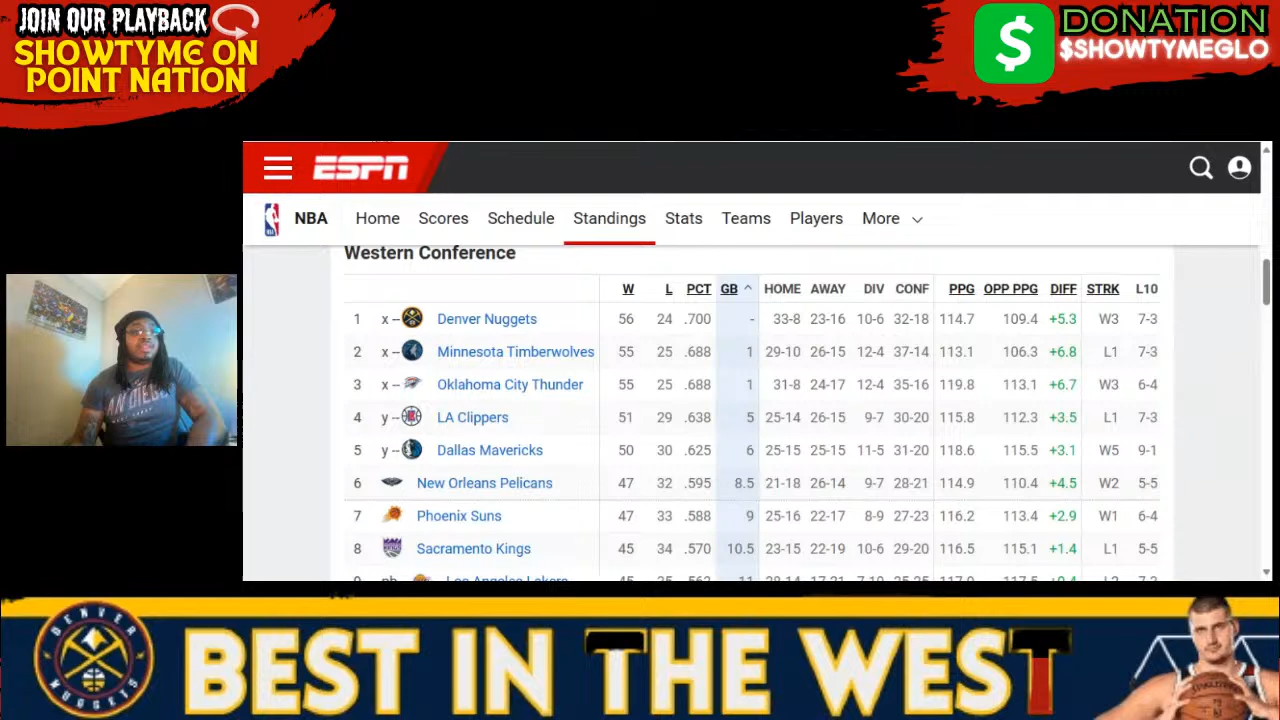 JOIN OUR PLAYBACK
SHOWTYME ON
POINT NATION
DONATION
$SHOWTYMEGLO
ESPN
NBA Home Scores Schedule Standings Stats Teams Players More
Western Conference
W L PCT GB HOME AWAY DIV CONF PPG OPP PPG DIFF STRK L10
1 x -- Denver Nuggets 56 24 .700 - 33-8 23-16 10-6 32-18 114.7 109.4 +5.3 W3 7-3
2 x -- Minnesota Timberwolves 55 25 .688 1 29-10 26-15 12-4 37-14 113.1 106.3 +6.8 L1 7-3
3 x -- Oklahoma City Thunder 55 25 .688 1 31-8 24-17 12-4 35-16 119.8 113.1 +6.7 W3 6-4
4 y -- LA Clippers 51 29 .638 5 25-14 26-15 9-7 30-20 115.8 112.3 +3.5 L1 7-3
5 y -- Dallas Mavericks 50 30 .625 6 25-15 25-15 11-5 31-20 118.6 115.5 +3.1 W5 9-1
6 New Orleans Pelicans 47 32 .595 8.5 21-18 26-14 9-7 28-21 114.9 110.4 +4.5 W2 5-5
7 Phoenix Suns 47 33 .588 9 25-16 22-17 8-9 27-23 116.2 113.4 +2.9 W1 6-4
8 Sacramento Kings 45 34 .570 10.5 23-15 22-19 10-6 29-20 116.5 115.1 +1.4 L1 5-5
Los Angeles Lakers
DENVER
NUGGETS
BEST IN THE WEST